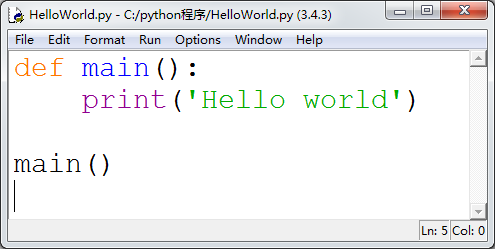 HelloWorld.py - C:/python程序/HelloWorld.py (3.4.3)
File Edit Format Run Options Window Help
def main():
    print('Hello world')
main()
Ln: 5 Col: 0